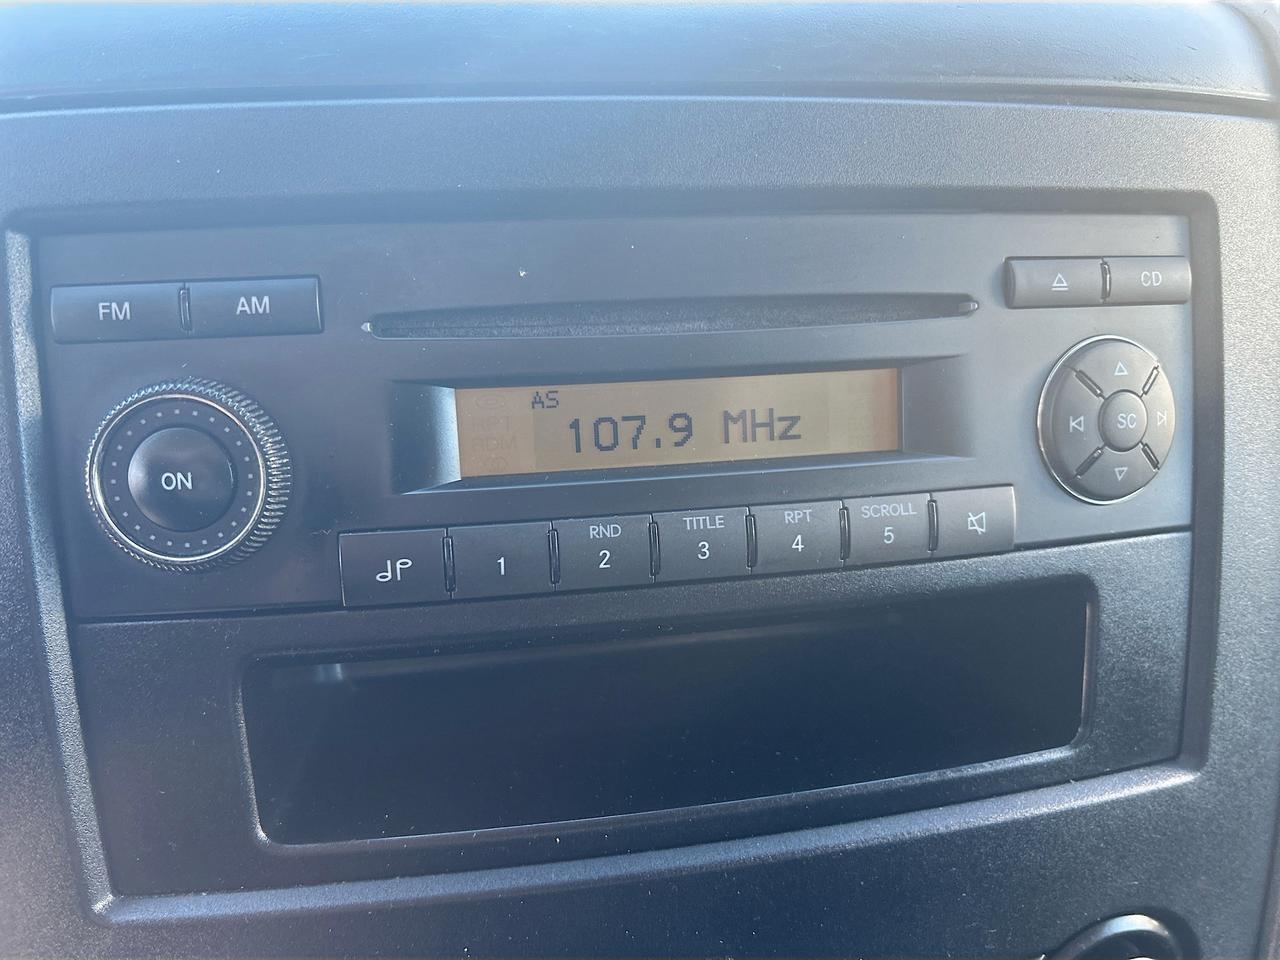 FM AM
CD
AS
107.9 MHz
ON
SC
1
RND
2
TITLE
3
RPT
4
SCROLL
5